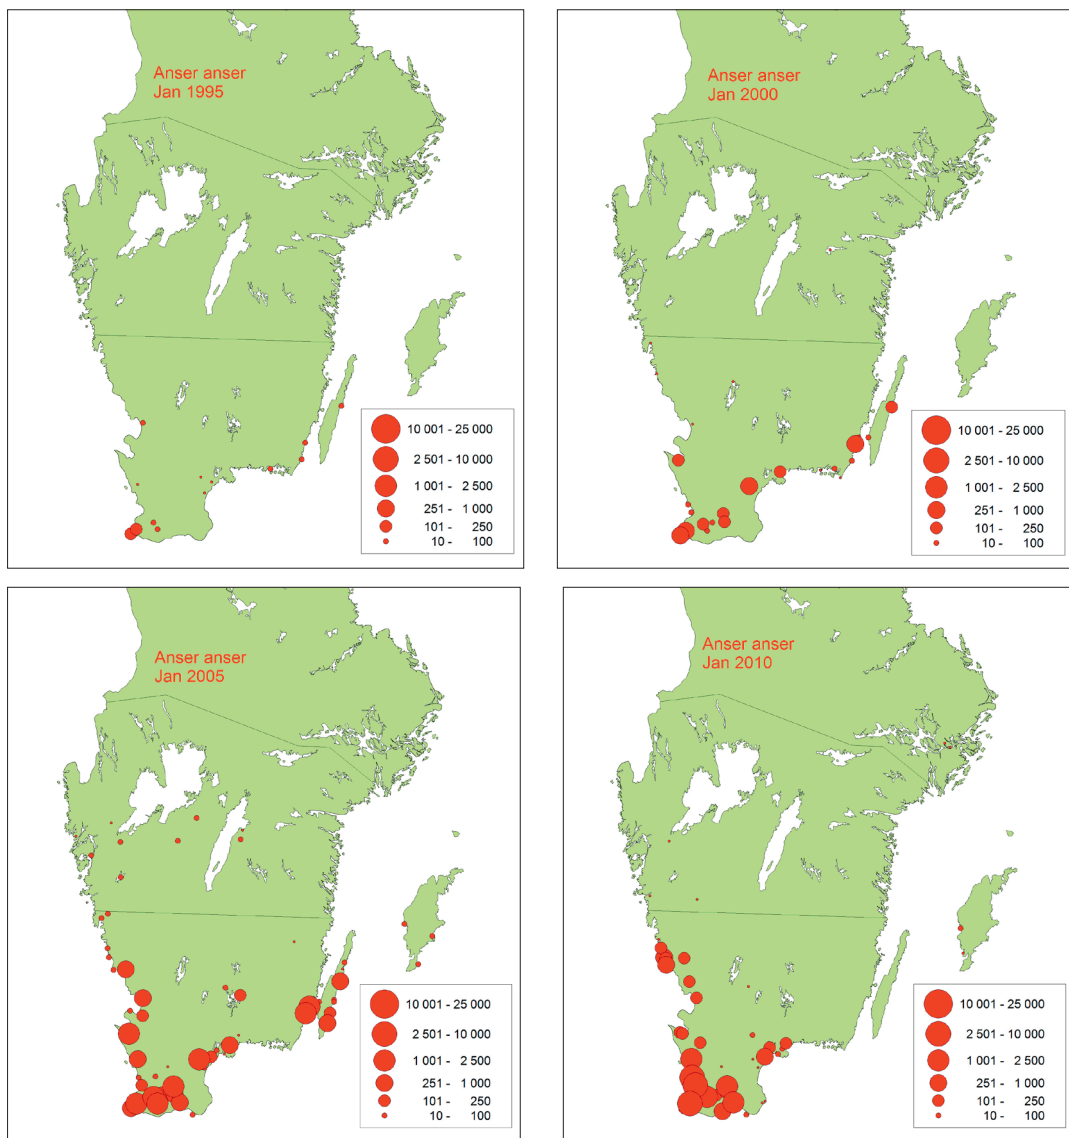 Anser anser
Jan 1995
10 001 - 25 000
2 501 - 10 000
1 001 - 2 500
251 - 1 000
101 - 250
10 - 100
Anser anser
Jan 2000
10 001 - 25 000
2 501 - 10 000
1 001 - 2 500
251 - 1 000
101 - 250
10 - 100
Anser anser
Jan 2005
10 001 - 25 000
2 501 - 10 000
1 001 - 2 500
251 - 1 000
101 - 250
10 - 100
Anser anser
Jan 2010
10 001 - 25 000
2 501 - 10 000
1 001 - 2 500
251 - 1 000
101 - 250
10 - 100